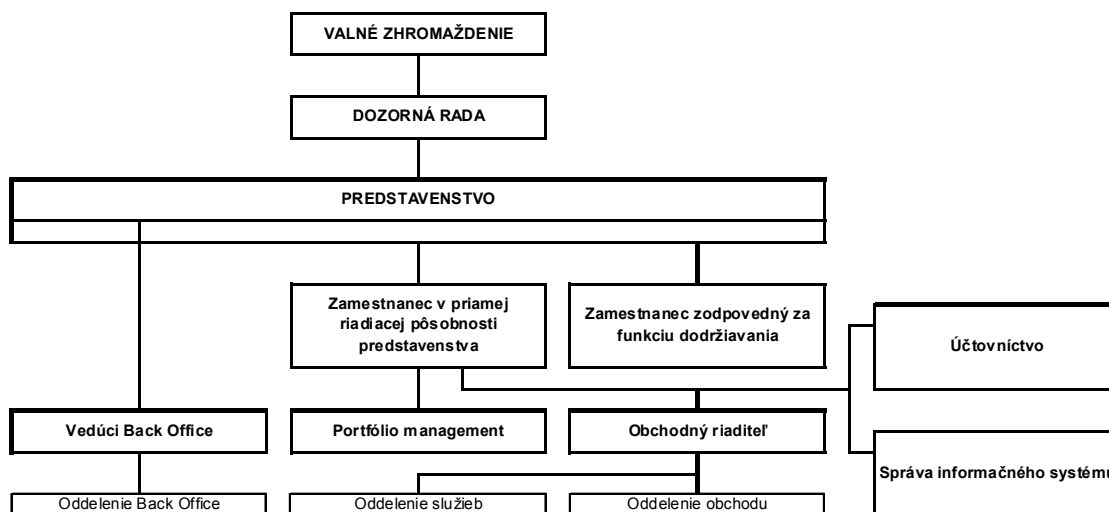 VALNÉ ZHROMAŽDENIE
DOZORNÁ RADA
PREDSTAVENSTVO
Zamestnanec v priamej
riadiacej pôsobnosti
predstavenstva
Zamestnanec zodpovedný za
funkciu dodržiavania
Účtovníctvo
Vedúci Back Office
Portfólio management
Obchodný riaditeľ
Správa informačného systému
Oddelenie Back Office
Oddelenie služieb
Oddelenie obchodu